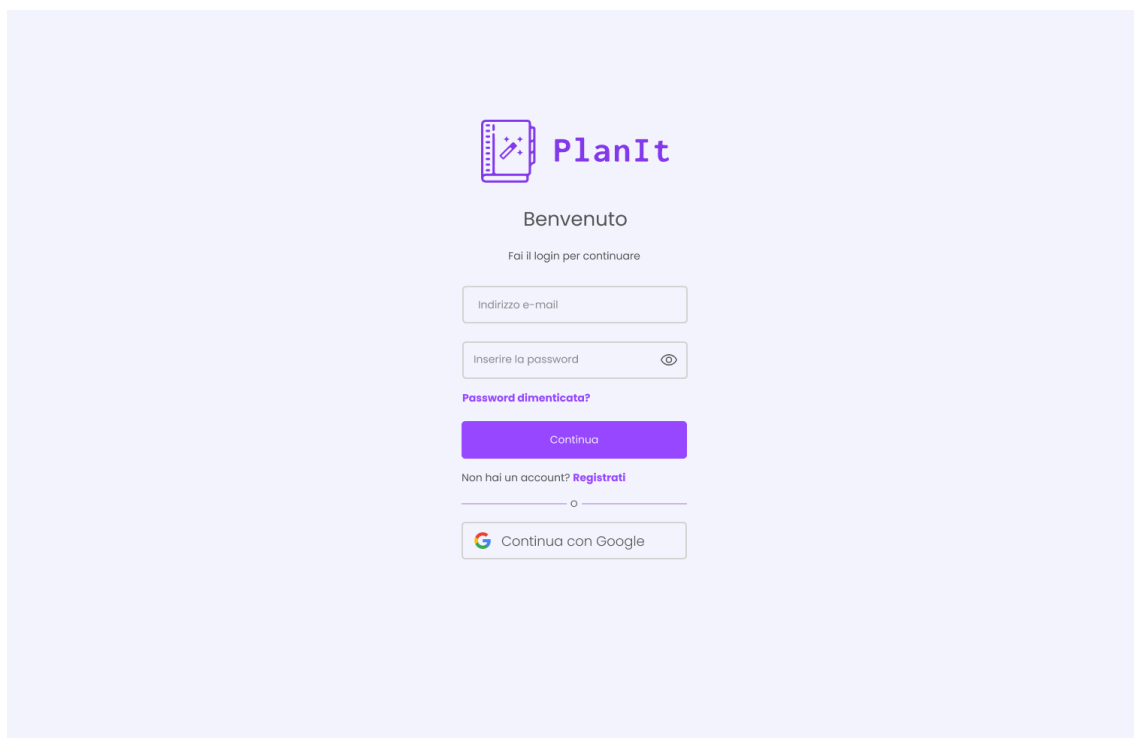 PlanIt
Benvenuto
Fai il login per continuare
Indirizzo e-mail
Inserire la password
Password dimenticata?
Continua
Non hai un account? Registrati
O
Continua con Google